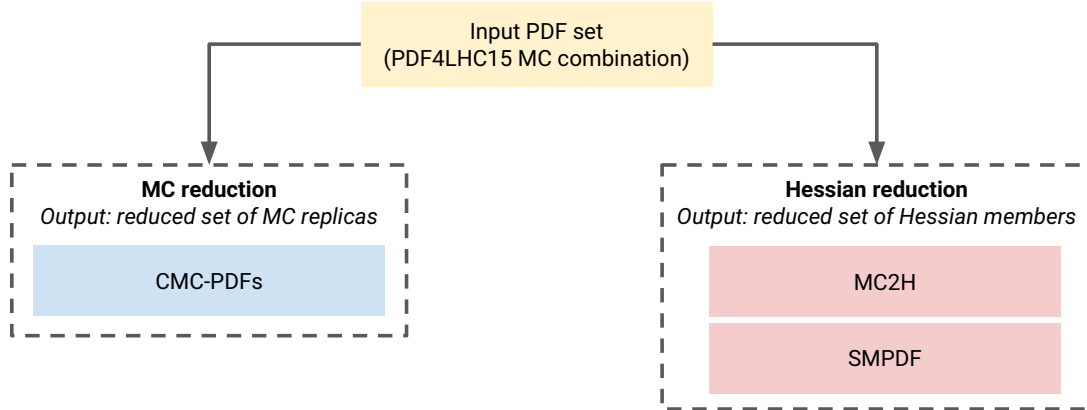 Input PDF set
(PDF4LHC15 MC combination)
MC reduction
Output: reduced set of MC replicas
CMC-PDFs
Hessian reduction
Output: reduced set of Hessian members
MC2H
SMPDF